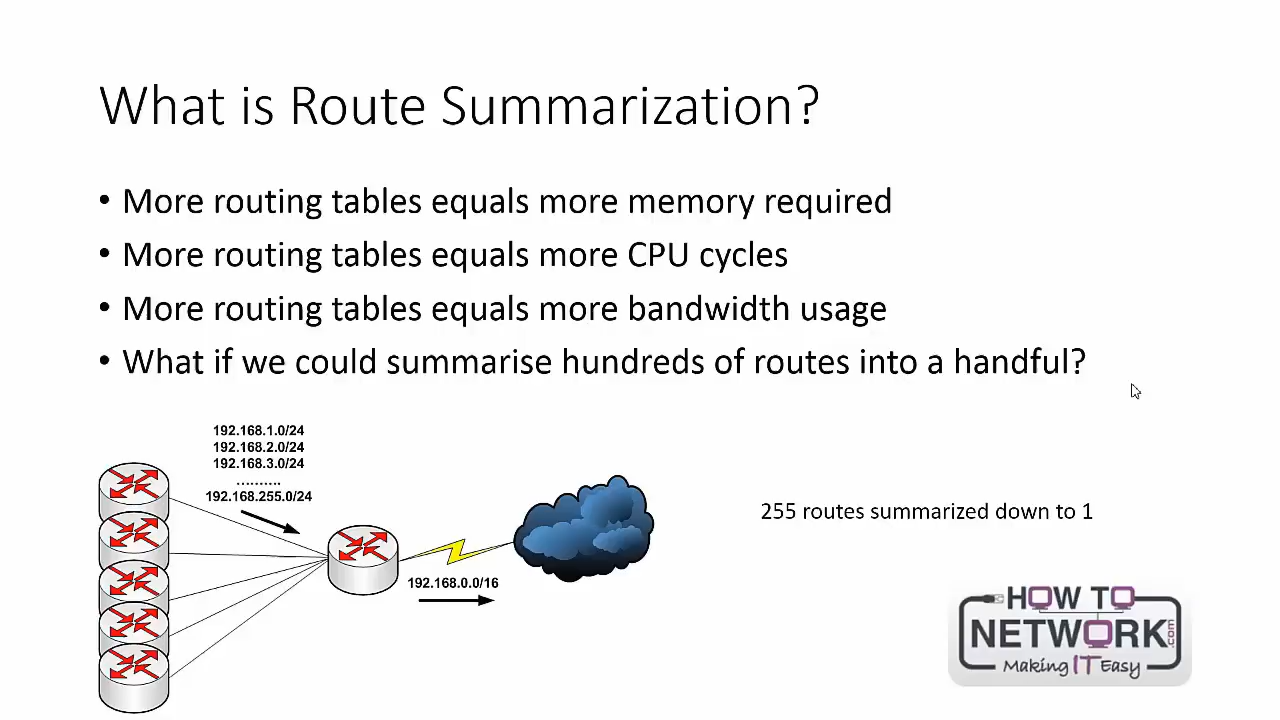 What is Route Summarization?
• More routing tables equals more memory required
• More routing tables equals more CPU cycles
• More routing tables equals more bandwidth usage
• What if we could summarise hundreds of routes into a handful?
192.168.1.0/24
192.168.2.0/24
192.168.3.0/24
..........
192.168.255.0/24
192.168.0.0/16
255 routes summarized down to 1
HOW TO
NETWORK.com
Making IT Easy